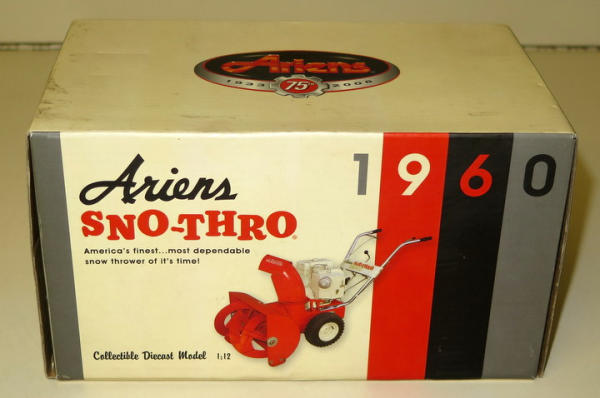 Ariens
1933 75th 2008
1960
Ariens
SNO-THRO®
America's finest...most dependable
snow thrower of it's time!
Collectible Diecast Model 1:12